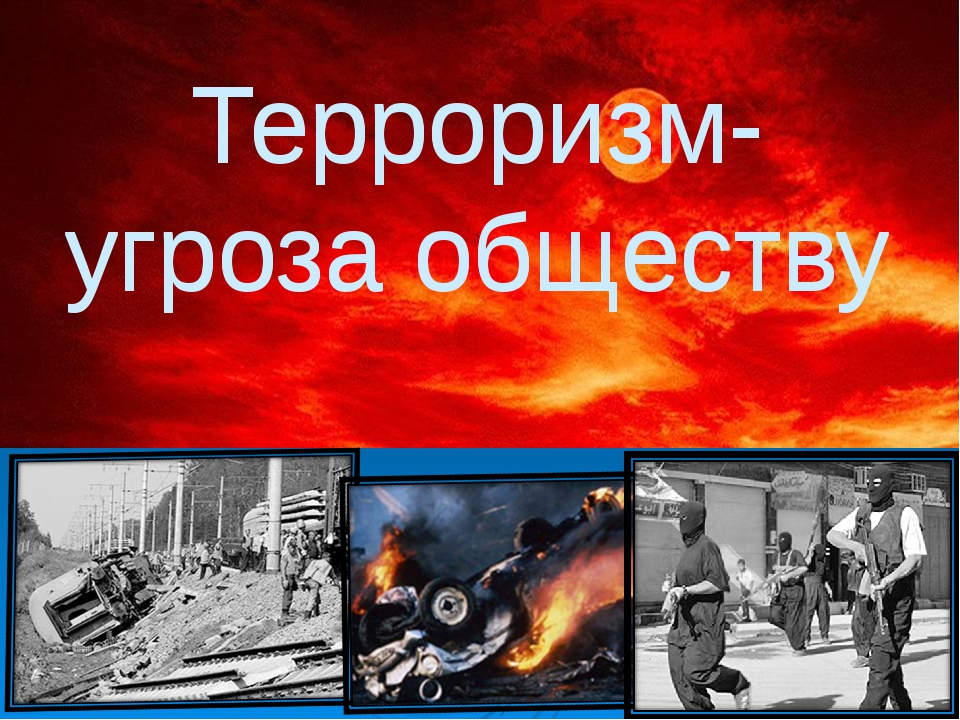 Терроризм-
угроза обществу